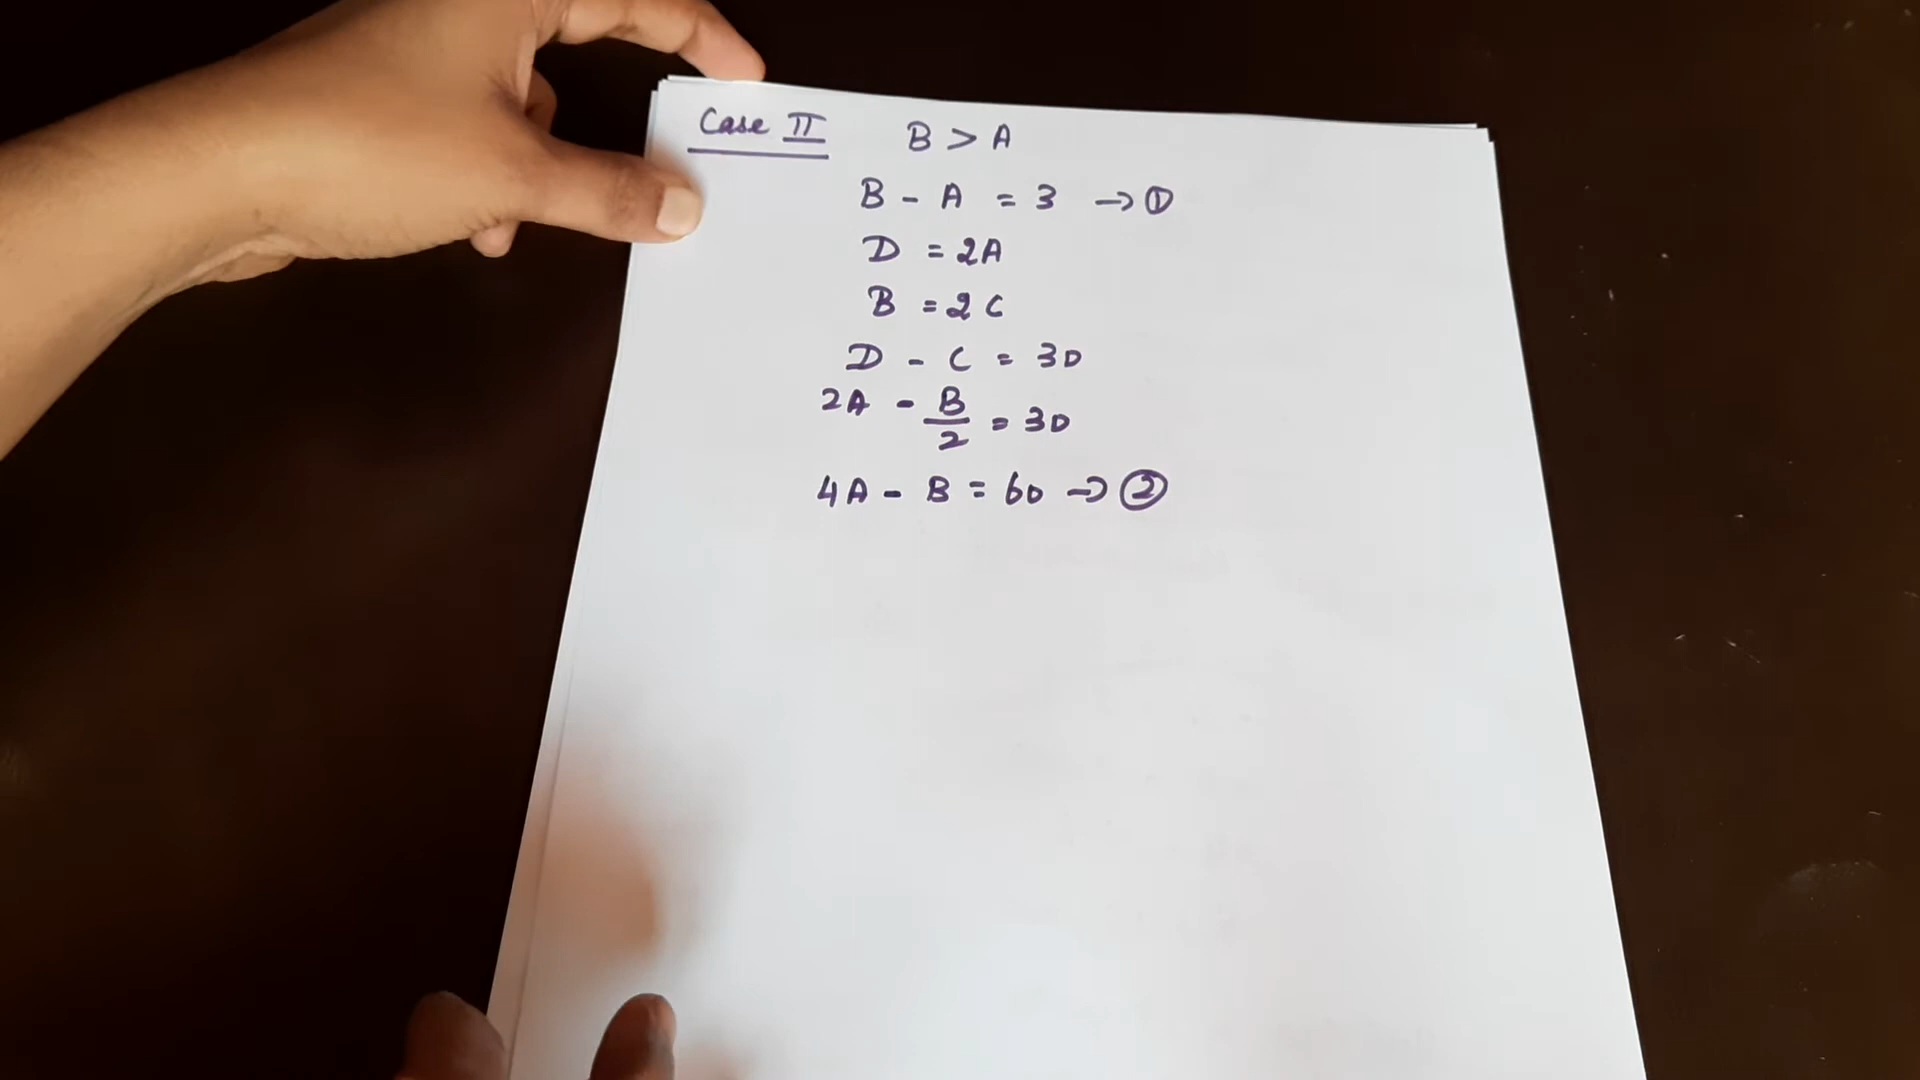 Case II B > A
B - A = 3 → ①
D = 2A
B = 2C
D - C = 30
2A - B/2 = 30
4A - B = 60 → ②